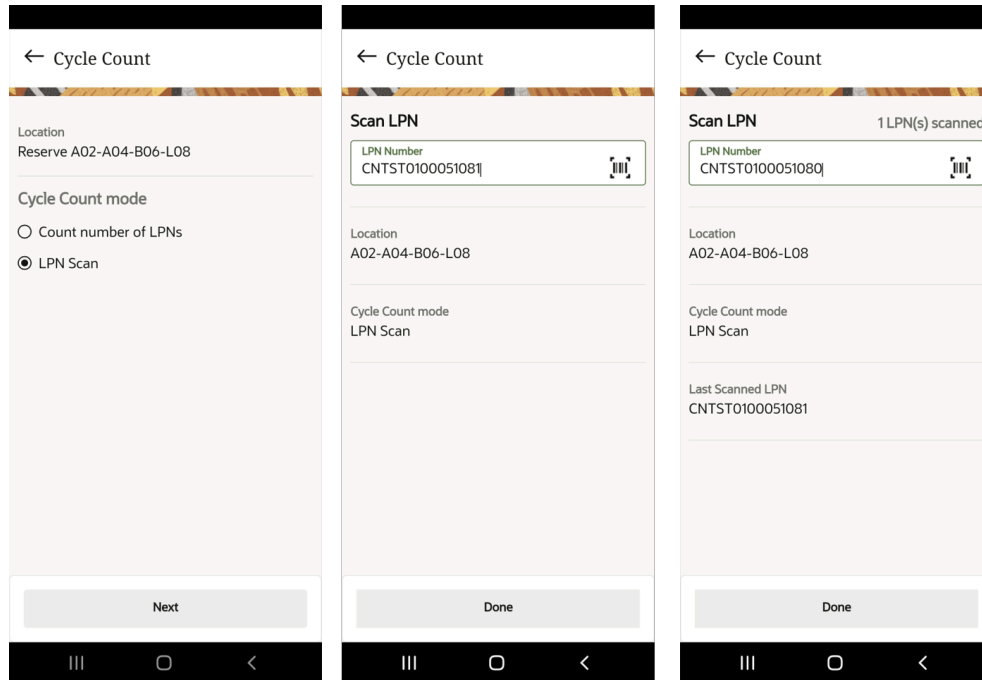 Cycle Count
Location
Reserve A02-A04-B06-L08
Cycle Count mode
Count number of LPNs
LPN Scan
Next
Cycle Count
Scan LPN
LPN Number
CNTST0100051081
Location
A02-A04-B06-L08
Cycle Count mode
LPN Scan
Done
Cycle Count
Scan LPN
1 LPN(s) scanned
LPN Number
CNTST0100051080
Location
A02-A04-B06-L08
Cycle Count mode
LPN Scan
Last Scanned LPN
CNTST0100051081
Done